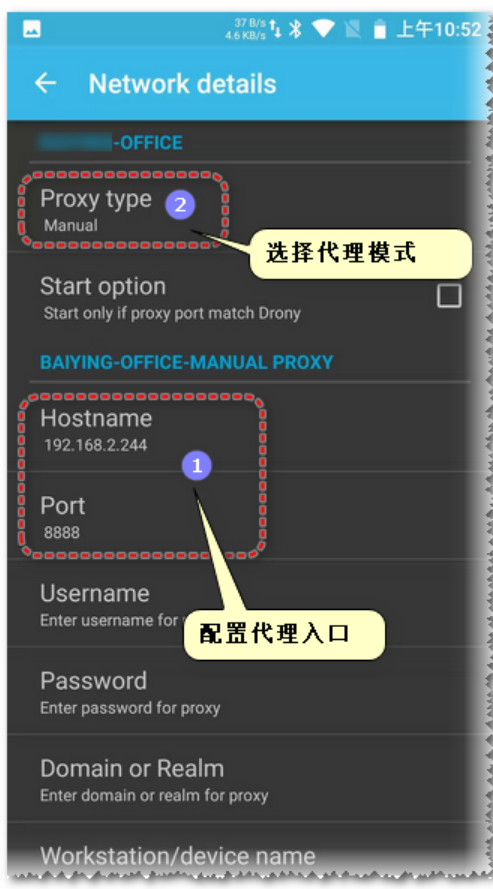 37 B/s
4.6 KB/s
上午10:52
Network details
-OFFICE
Proxy type
2
Manual
选择代理模式
Start option
Start only if proxy port match Drony
BAIYING-OFFICE-MANUAL PROXY
Hostname
192.168.2.244
1
Port
8888
Username
Enter username for
配置代理入口
Password
Enter password for proxy
Domain or Realm
Enter domain or realm for proxy
Workstation/device name